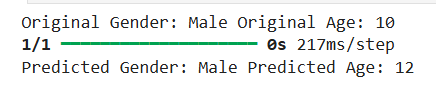 Original Gender: Male Original Age: 10
1/1 ━━━━━━━━━━━━━━━━━━━━ 0s 217ms/step
Predicted Gender: Male Predicted Age: 12